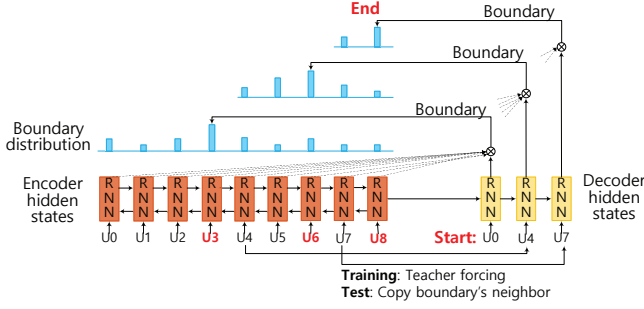 End
Boundary
Boundary
Boundary
Boundary
distribution
Encoder
hidden
states
R
N
N
R
N
N
R
N
N
R
N
N
R
N
N
R
N
N
R
N
N
R
N
N
R
N
N
R
N
N
R
N
N
R
N
N
Decoder
hidden
states
U0 U1 U2 U3 U4 U5 U6 U7 U8 Start: U0 U4 U7
Training: Teacher forcing
Test: Copy boundary's neighbor